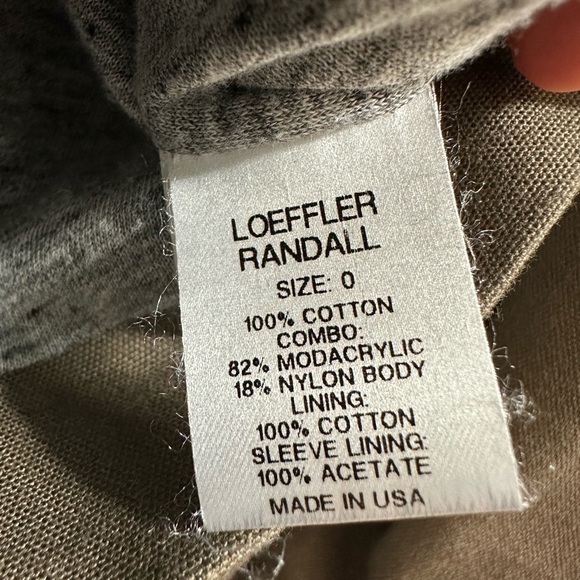 LOEFFLER
RANDALL
SIZE: 0
100% COTTON
COMBO:
82% MODACRYLIC
18% NYLON BODY
LINING:
100% COTTON
SLEEVE LINING:
100% ACETATE
MADE IN USA